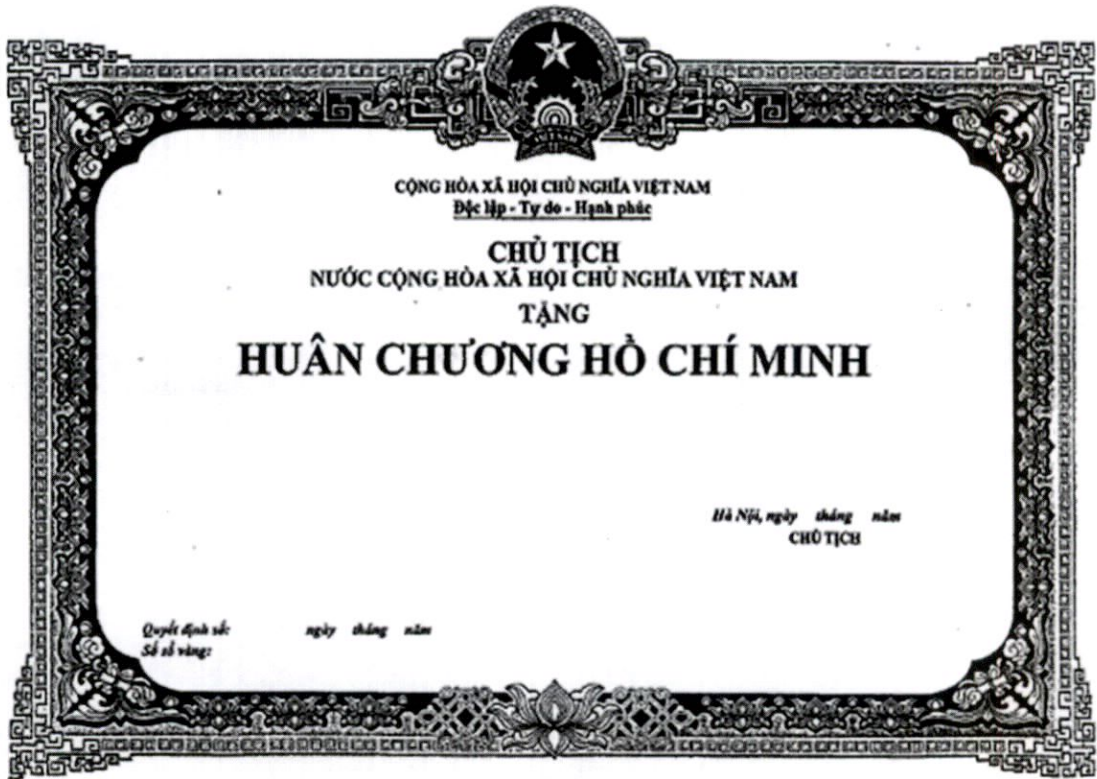 CỘNG HÒA XÃ HỘI CHỦ NGHĨA VIỆT NAM
Độc lập - Tự do - Hạnh phúc
CHỦ TỊCH
NƯỚC CỘNG HÒA XÃ HỘI CHỦ NGHĨA VIỆT NAM
TẶNG
HUÂN CHƯƠNG HỒ CHÍ MINH
Hà Nội, ngày tháng năm
CHỦ TỊCH
Quyết định số: ngày tháng năm
Số sổ vàng: